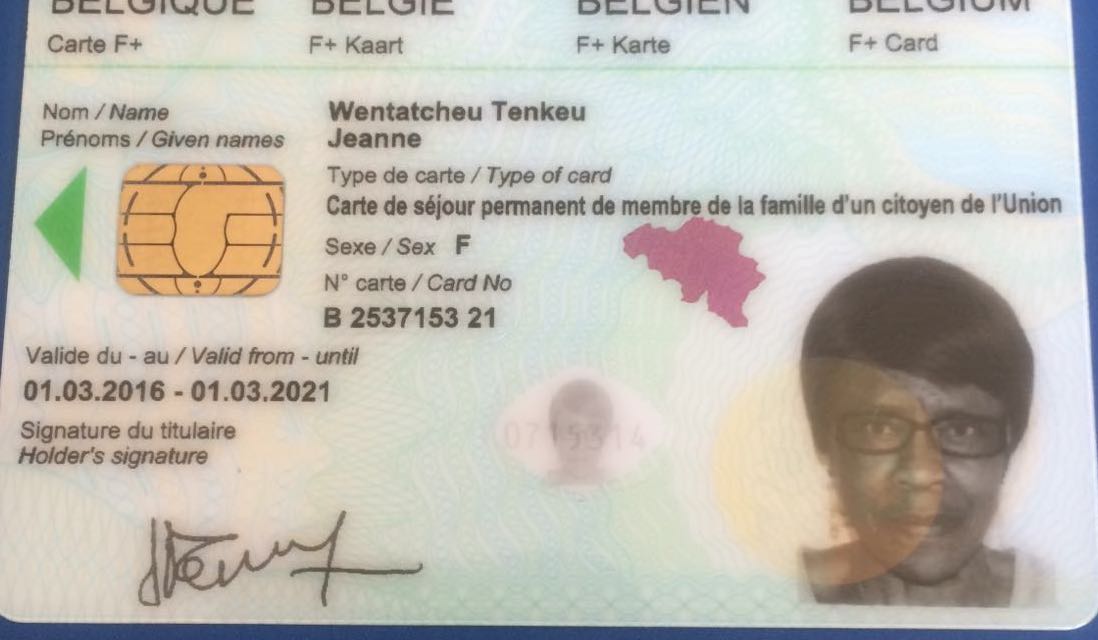 BELGIQUE BELGIË BELGIEN BELGIUM
Carte F+ F+ Kaart F+ Karte F+ Card
Nom / Name Wentatcheu Tenkeu
Prénoms / Given names Jeanne
Type de carte / Type of card
Carte de séjour permanent de membre de la famille d'un citoyen de l'Union
Sexe / Sex F
N° carte / Card No
B 2537153 21
Valide du - au / Valid from - until
01.03.2016 - 01.03.2021
Signature du titulaire
Holder's signature